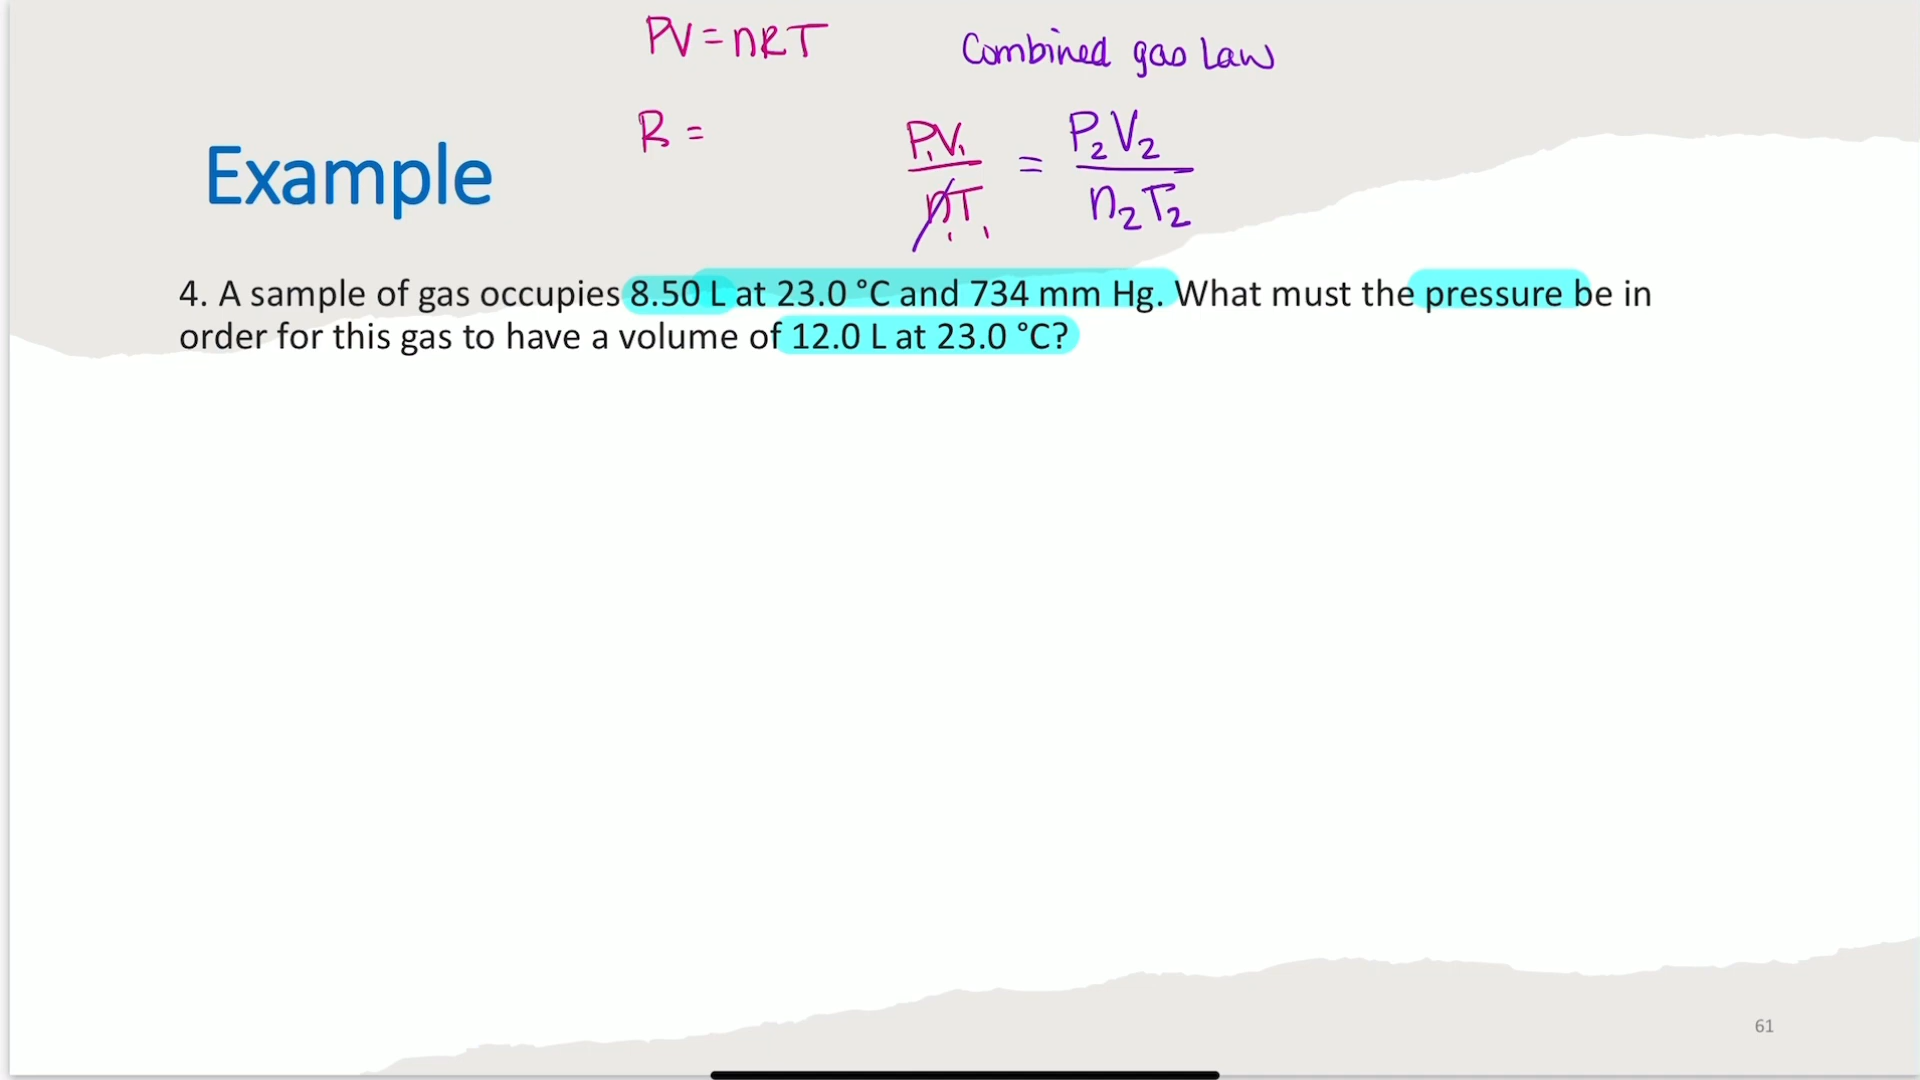 PV=nRT
Combined gas Law
R =
P₁V₁ / n₁T₁ = P₂V₂ / n₂T₂
Example
4. A sample of gas occupies 8.50 L at 23.0 °C and 734 mm Hg. What must the pressure be in
order for this gas to have a volume of 12.0 L at 23.0 °C?
61